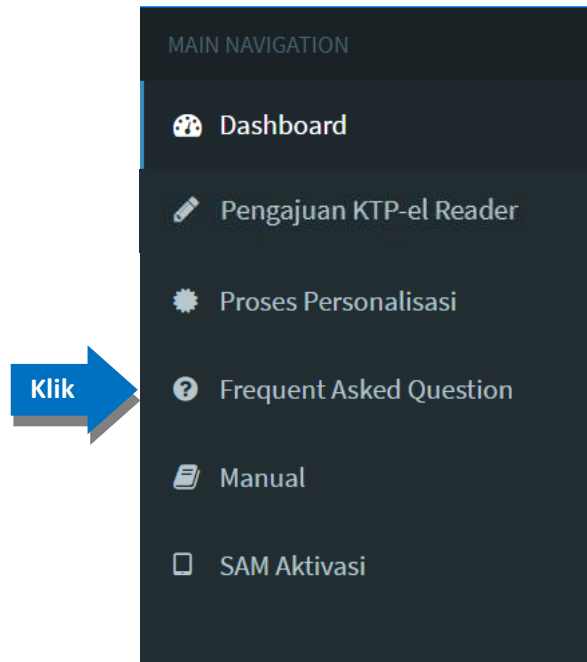 MAIN NAVIGATION
Dashboard
Pengajuan KTP-el Reader
Proses Personalisasi
Klik
Frequent Asked Question
Manual
SAM Aktivasi